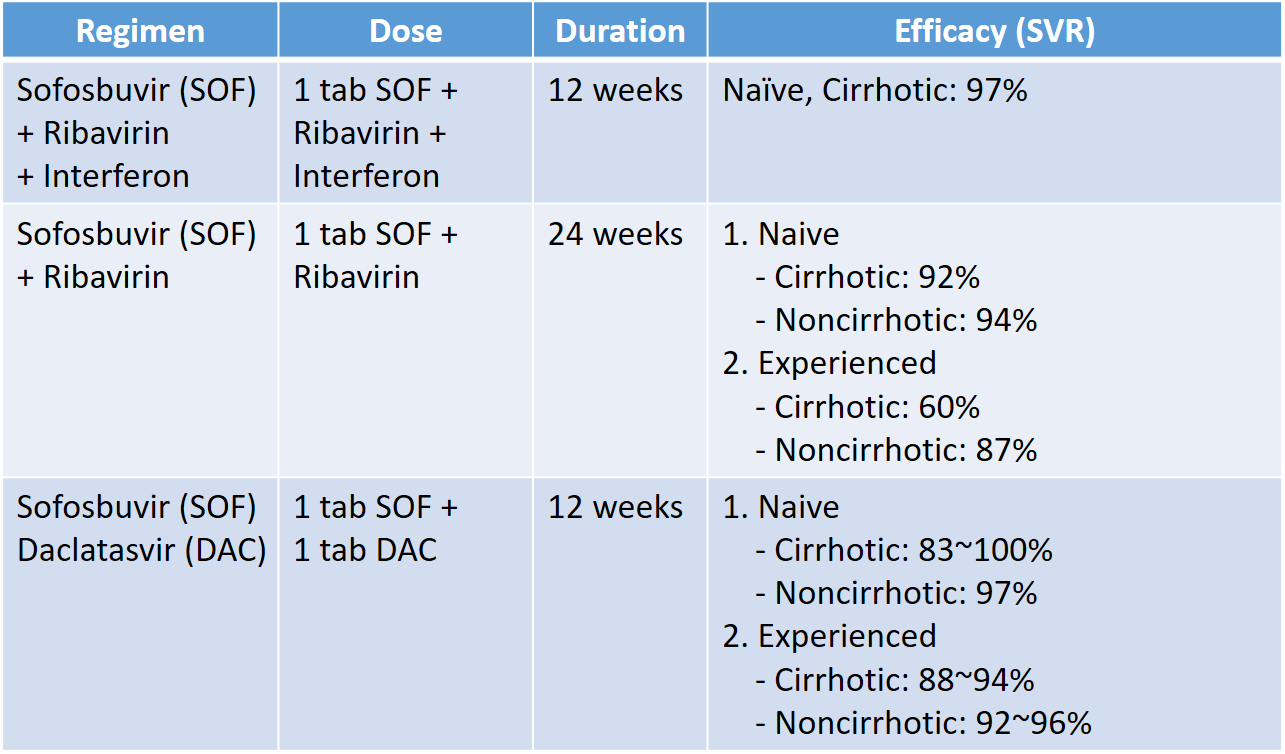 Regimen Dose Duration Efficacy (SVR)
Sofosbuvir (SOF)
+ Ribavirin
+ Interferon
1 tab SOF +
Ribavirin +
Interferon
12 weeks
Naïve, Cirrhotic: 97%
Sofosbuvir (SOF)
+ Ribavirin
1 tab SOF +
Ribavirin
24 weeks
1. Naive
- Cirrhotic: 92%
- Noncirrhotic: 94%
2. Experienced
- Cirrhotic: 60%
- Noncirrhotic: 87%
Sofosbuvir (SOF)
Daclatasvir (DAC)
1 tab SOF +
1 tab DAC
12 weeks
1. Naive
- Cirrhotic: 83~100%
- Noncirrhotic: 97%
2. Experienced
- Cirrhotic: 88~94%
- Noncirrhotic: 92~96%